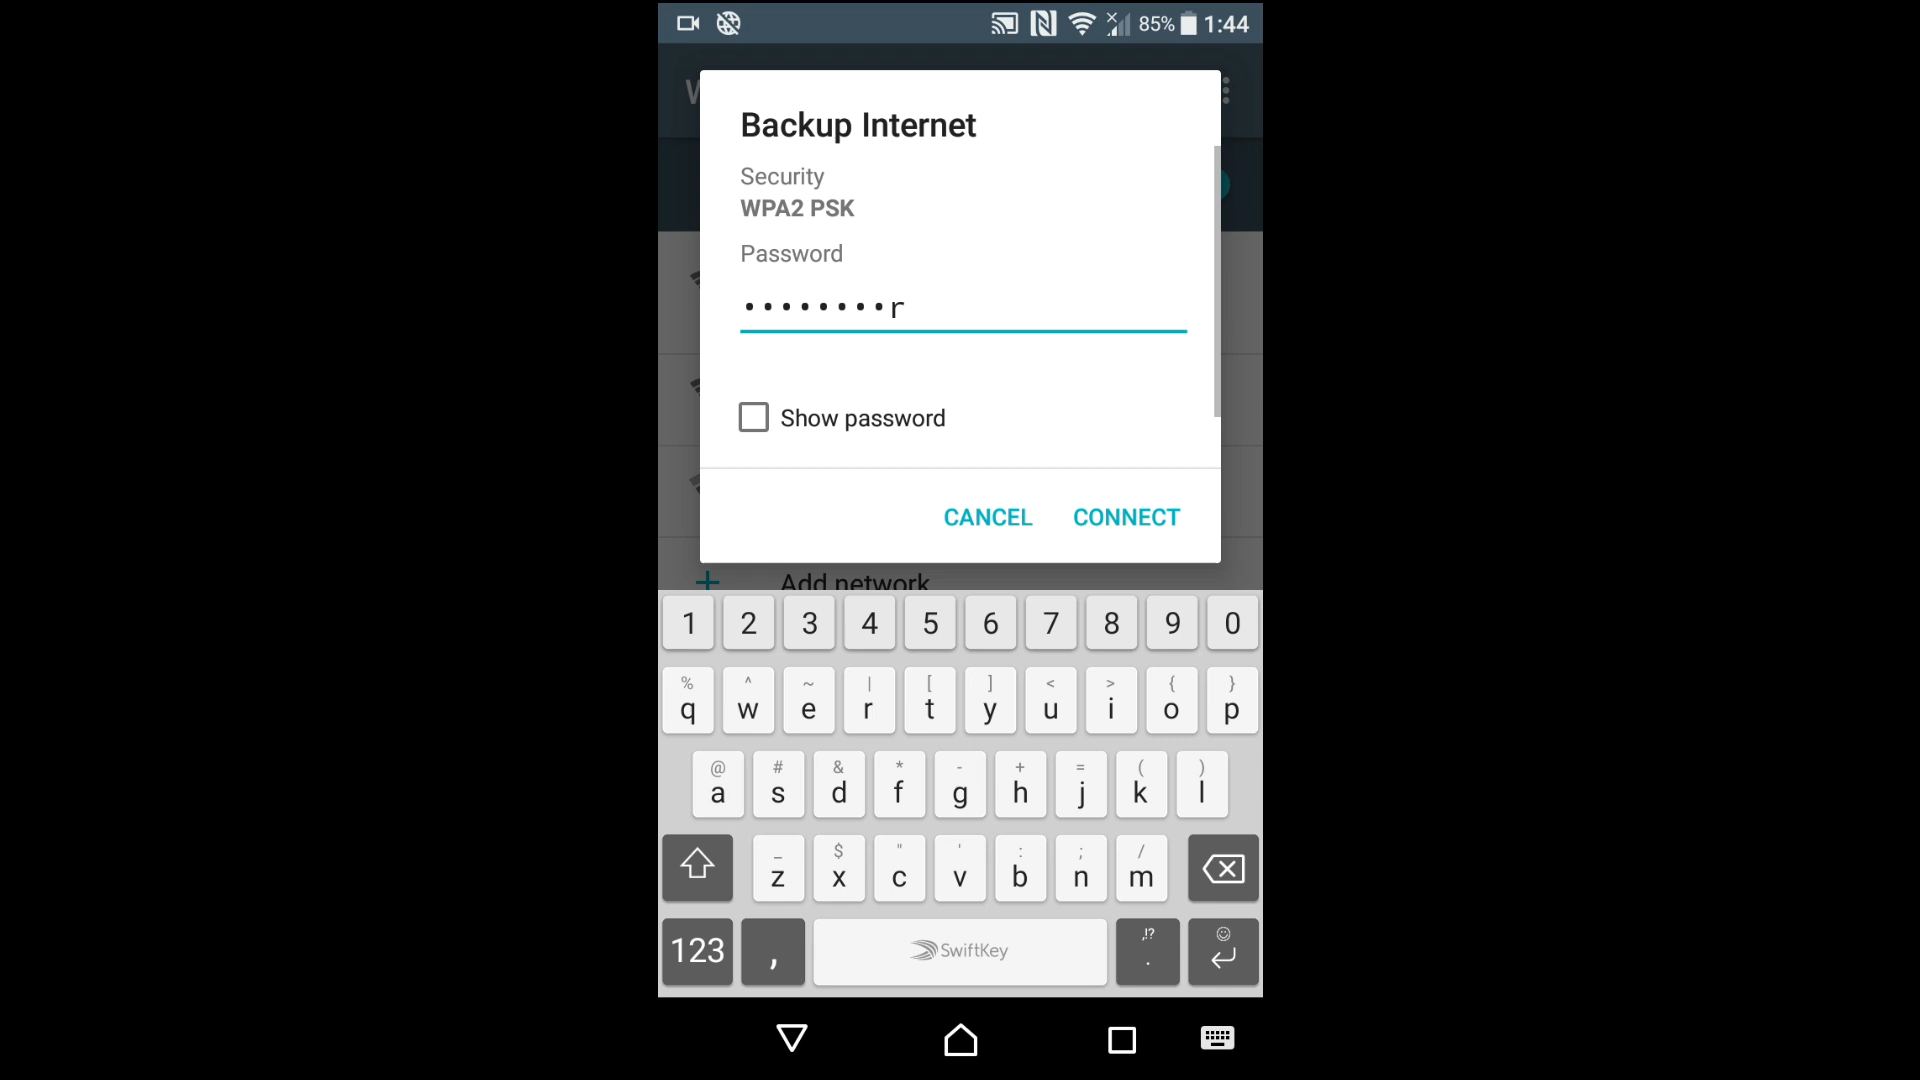 85% 1:44
W
Backup Internet
Security
WPA2 PSK
Password
••••••••r
Show password
CANCEL CONNECT
Add network
1 2 3 4 5 6 7 8 9 0
% ^ ~ | [ ] < > { }
q w e r t y u i o p
@ # & * - + = ( )
a s d f g h j k l
_ $ " ' : ; /
z x c v b n m
123 , SwiftKey ,!? .